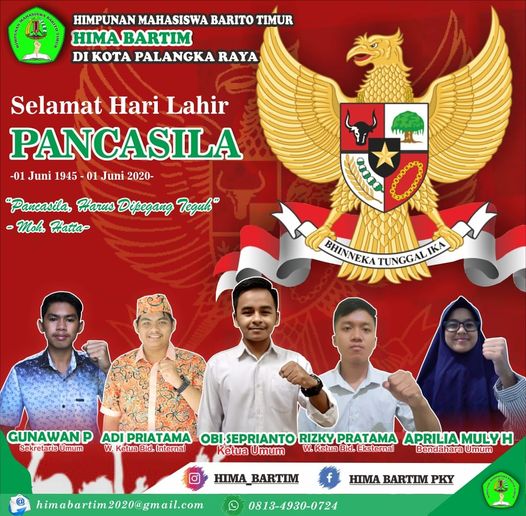 HIMPUNAN MAHASISWA BARITO TIMUR
HIMA BARTIM
DI KOTA PALANGKA RAYA
Selamat Hari Lahir
PANCASILA
-01 Juni 1945 - 01 Juni 2020-
"Pancasila, Harus Dipegang Teguh"
- Moh. Hatta-
BHINNEKA TUNGGAL IKA
GUNAWAN P
Sekretaris Umum
ADI PRIATAMA
W. Ketua Bid. Internal
OBI SEPRIANTO
Ketua Umum
RIZKY PRATAMA
W. Ketua Bid. Eksternal
APRILIA MULY H
Bendahara Umum
HIMA_BARTIM
HIMA BARTIM PKY
himabartim2020@gmail.com
0813-4930-0724